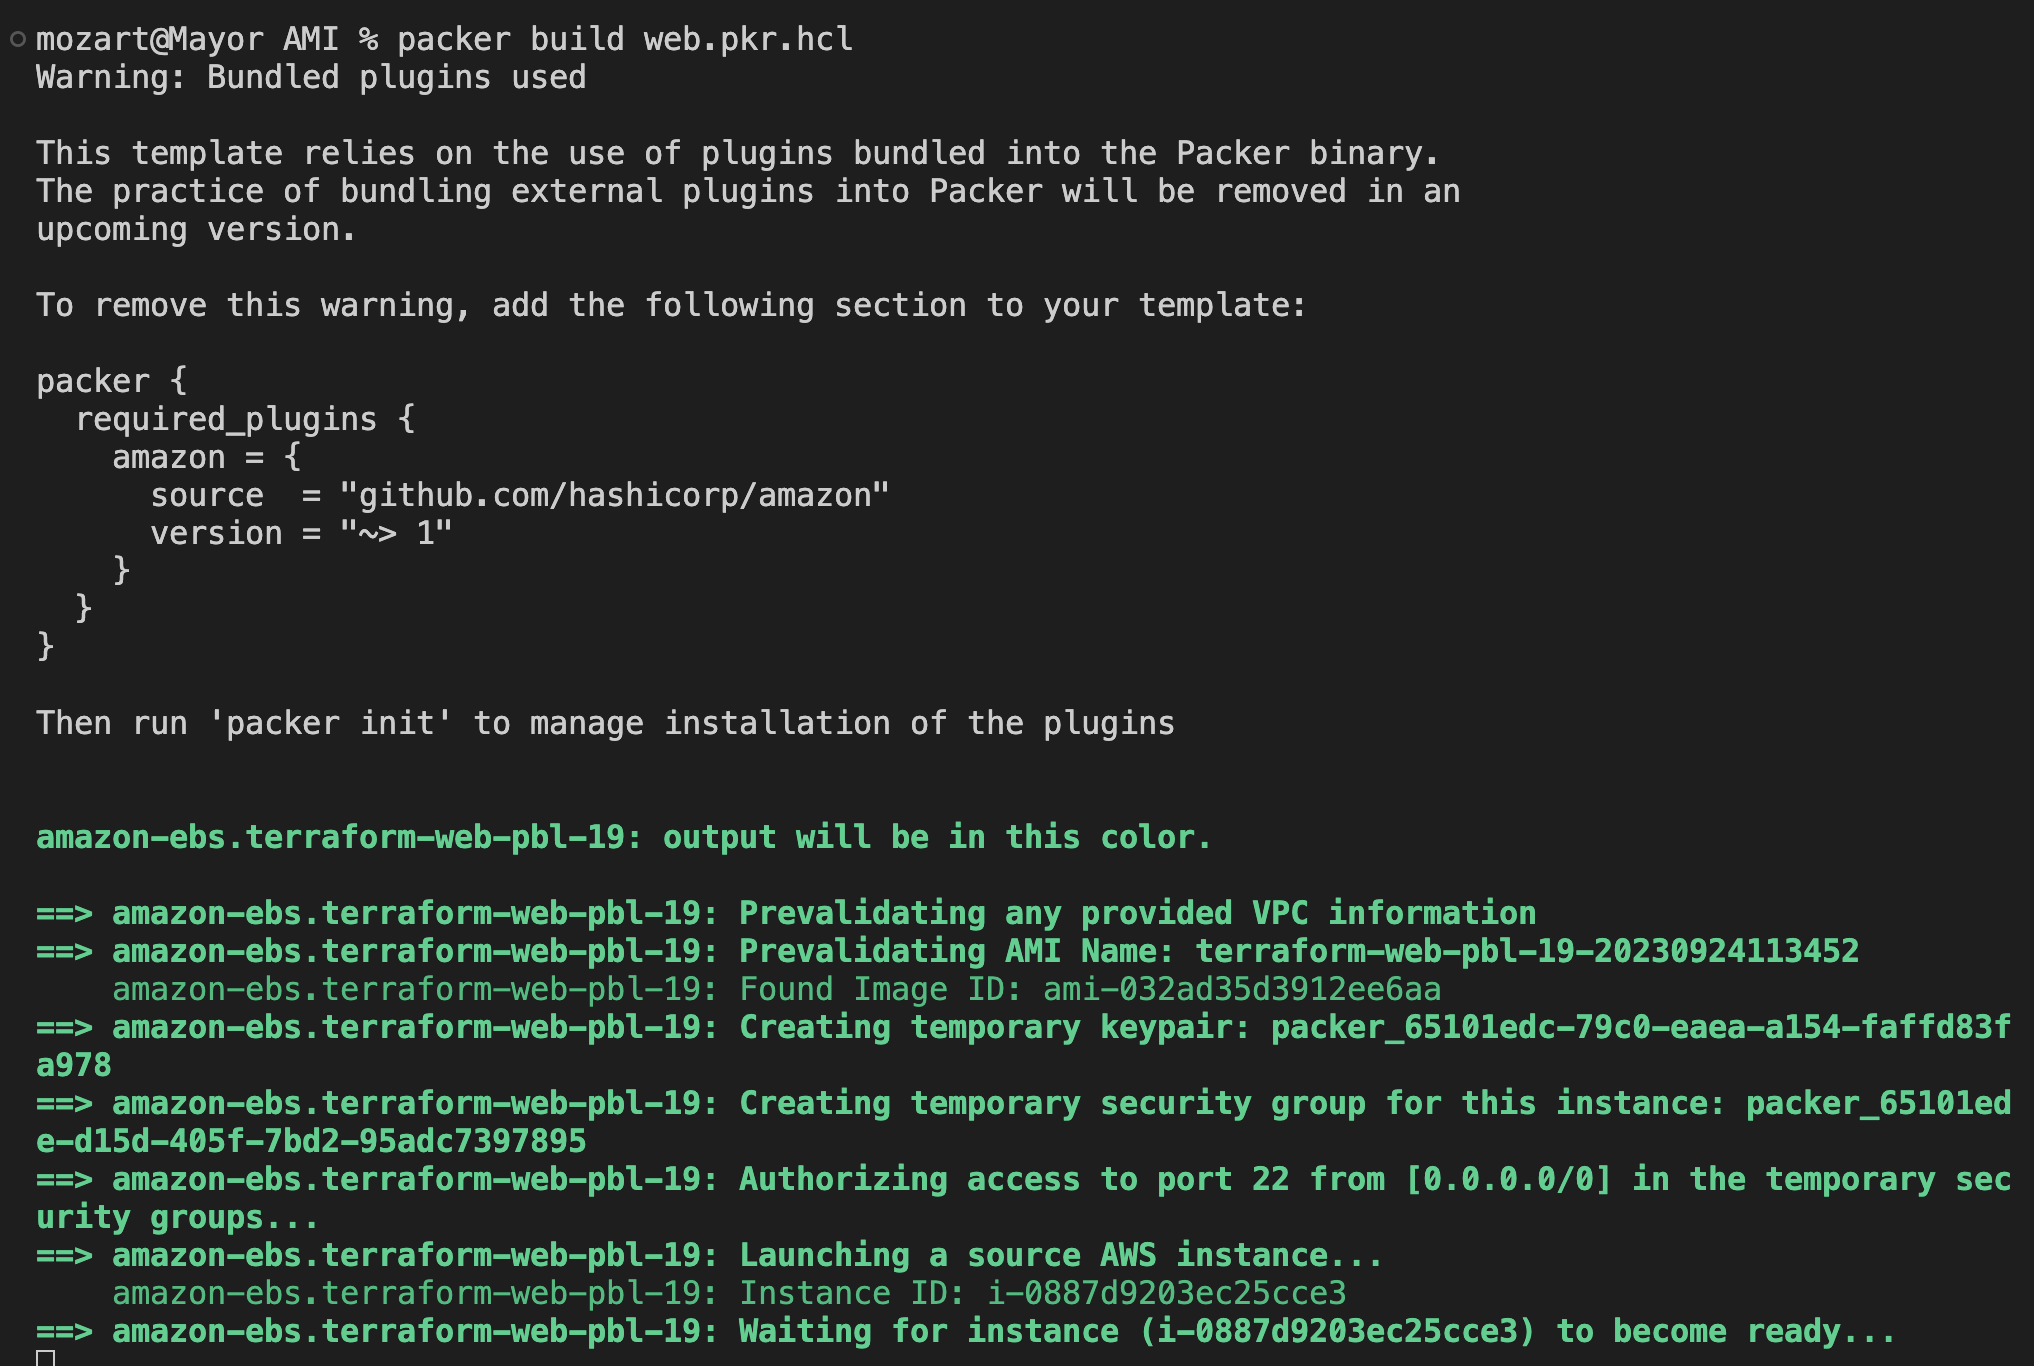 mozart@Mayor AMI % packer build web.pkr.hcl
Warning: Bundled plugins used
This template relies on the use of plugins bundled into the Packer binary.
The practice of bundling external plugins into Packer will be removed in an
upcoming version.
To remove this warning, add the following section to your template:
packer {
  required_plugins {
    amazon = {
      source  = "github.com/hashicorp/amazon"
      version = "~> 1"
    }
  }
}
Then run 'packer init' to manage installation of the plugins
amazon-ebs.terraform-web-pbl-19: output will be in this color.
==> amazon-ebs.terraform-web-pbl-19: Prevalidating any provided VPC information
==> amazon-ebs.terraform-web-pbl-19: Prevalidating AMI Name: terraform-web-pbl-19-20230924113452
    amazon-ebs.terraform-web-pbl-19: Found Image ID: ami-032ad35d3912ee6aa
==> amazon-ebs.terraform-web-pbl-19: Creating temporary keypair: packer_65101edc-79c0-eaea-a154-faffd83f
a978
==> amazon-ebs.terraform-web-pbl-19: Creating temporary security group for this instance: packer_65101ed
e-d15d-405f-7bd2-95adc7397895
==> amazon-ebs.terraform-web-pbl-19: Authorizing access to port 22 from [0.0.0.0/0] in the temporary sec
urity groups...
==> amazon-ebs.terraform-web-pbl-19: Launching a source AWS instance...
    amazon-ebs.terraform-web-pbl-19: Instance ID: i-0887d9203ec25cce3
==> amazon-ebs.terraform-web-pbl-19: Waiting for instance (i-0887d9203ec25cce3) to become ready...